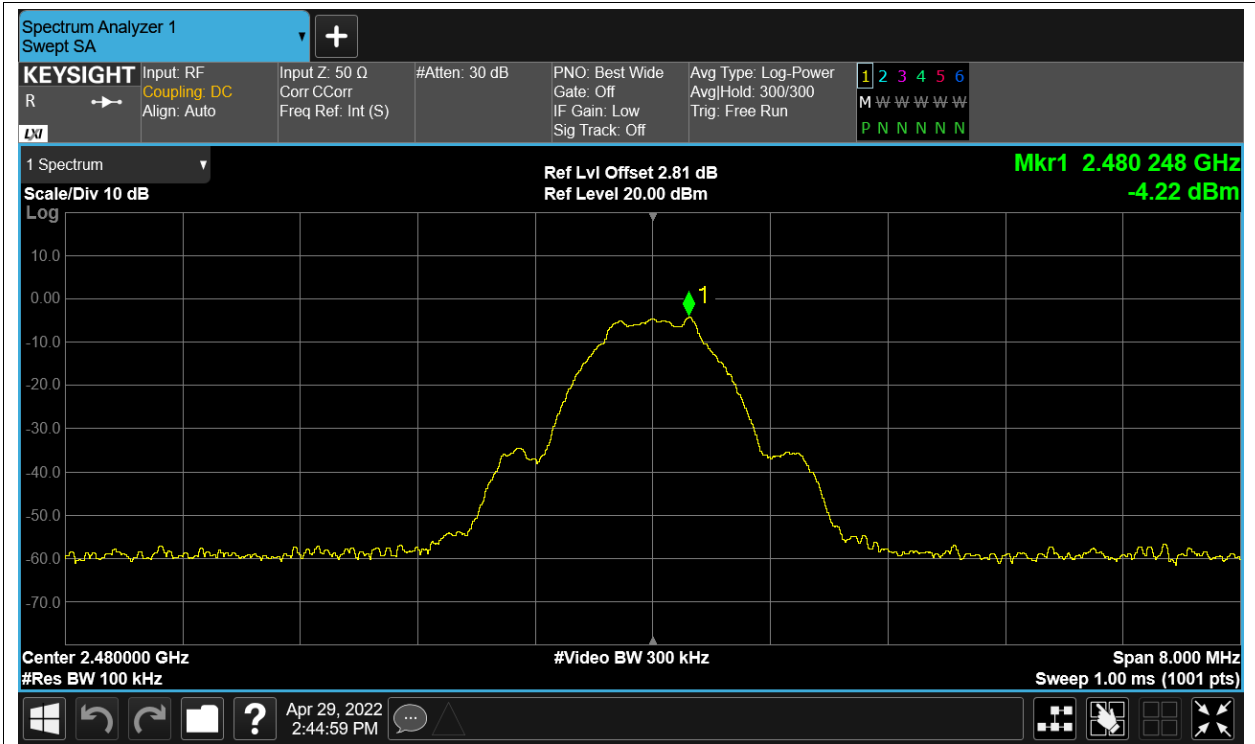 Spectrum Analyzer 1
Swept SA
+
KEYSIGHT
R
LXI
Input: RF
Coupling: DC
Align: Auto
Input Z: 50 Ω
Corr CCorr
Freq Ref: Int (S)
#Atten: 30 dB
PNO: Best Wide
Gate: Off
IF Gain: Low
Sig Track: Off
Avg Type: Log-Power
Avg|Hold: 300/300
Trig: Free Run
1 2 3 4 5 6
M W W W W W
P N N N N N
1 Spectrum
Scale/Div 10 dB
Log
Ref Lvl Offset 2.81 dB
Ref Level 20.00 dBm
Mkr1 2.480 248 GHz
-4.22 dBm
1
10.0
0.00
-10.0
-20.0
-30.0
-40.0
-50.0
-60.0
-70.0
Center 2.480000 GHz
#Res BW 100 kHz
#Video BW 300 kHz
Span 8.000 MHz
Sweep 1.00 ms (1001 pts)
?
Apr 29, 2022
2:44:59 PM